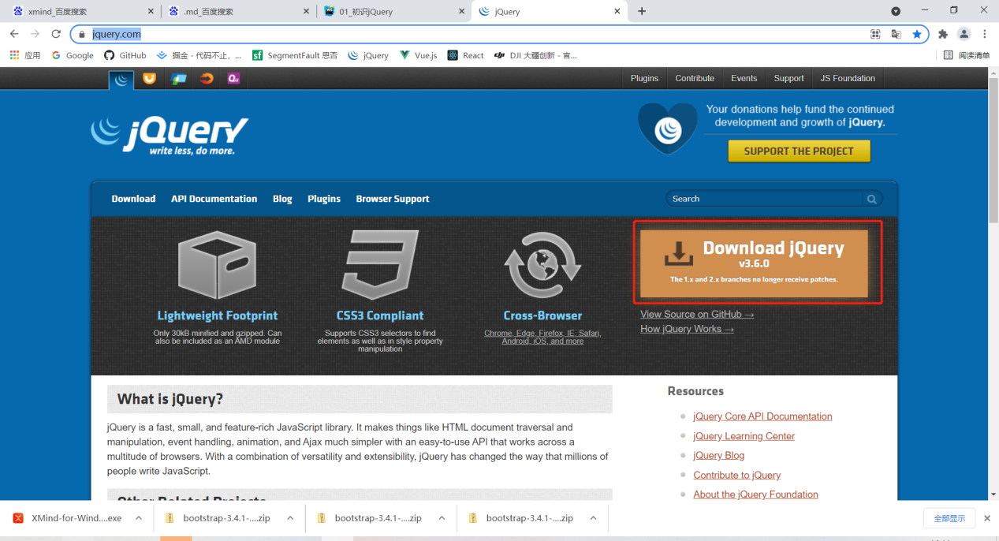 xmind_百度搜索
.md_百度搜索
01_初识jQuery
jQuery
jquery.com
应用
Google
GitHub
掘金 - 代码不止，...
SegmentFault 思否
jQuery
Vue.js
React
DJI 大疆创新 - 官...
阅读清单
Plugins
Contribute
Events
Support
JS Foundation
jQuery
write less, do more.
Your donations help fund the continued
development and growth of jQuery.
SUPPORT THE PROJECT
Download
API Documentation
Blog
Plugins
Browser Support
Search
Lightweight Footprint
Only 30kB minified and gzipped. Can
also be included as an AMD module
CSS3 Compliant
Supports CSS3 selectors to find
elements as well as in style property
manipulation
Cross-Browser
Chrome, Edge, Firefox, IE, Safari,
Android, iOS, and more
Download jQuery
v3.6.0
The 1.x and 2.x branches no longer receive patches.
View Source on GitHub →
How jQuery Works →
What is jQuery?
jQuery is a fast, small, and feature-rich JavaScript library. It makes things like HTML document traversal and
manipulation, event handling, animation, and Ajax much simpler with an easy-to-use API that works across a
multitude of browsers. With a combination of versatility and extensibility, jQuery has changed the way that millions of
people write JavaScript.
Other Related Projects
Resources
jQuery Core API Documentation
jQuery Learning Center
jQuery Blog
Contribute to jQuery
About the jQuery Foundation
XMind-for-Wind....exe
bootstrap-3.4.1-....zip
bootstrap-3.4.1-....zip
bootstrap-3.4.1-....zip
全部显示